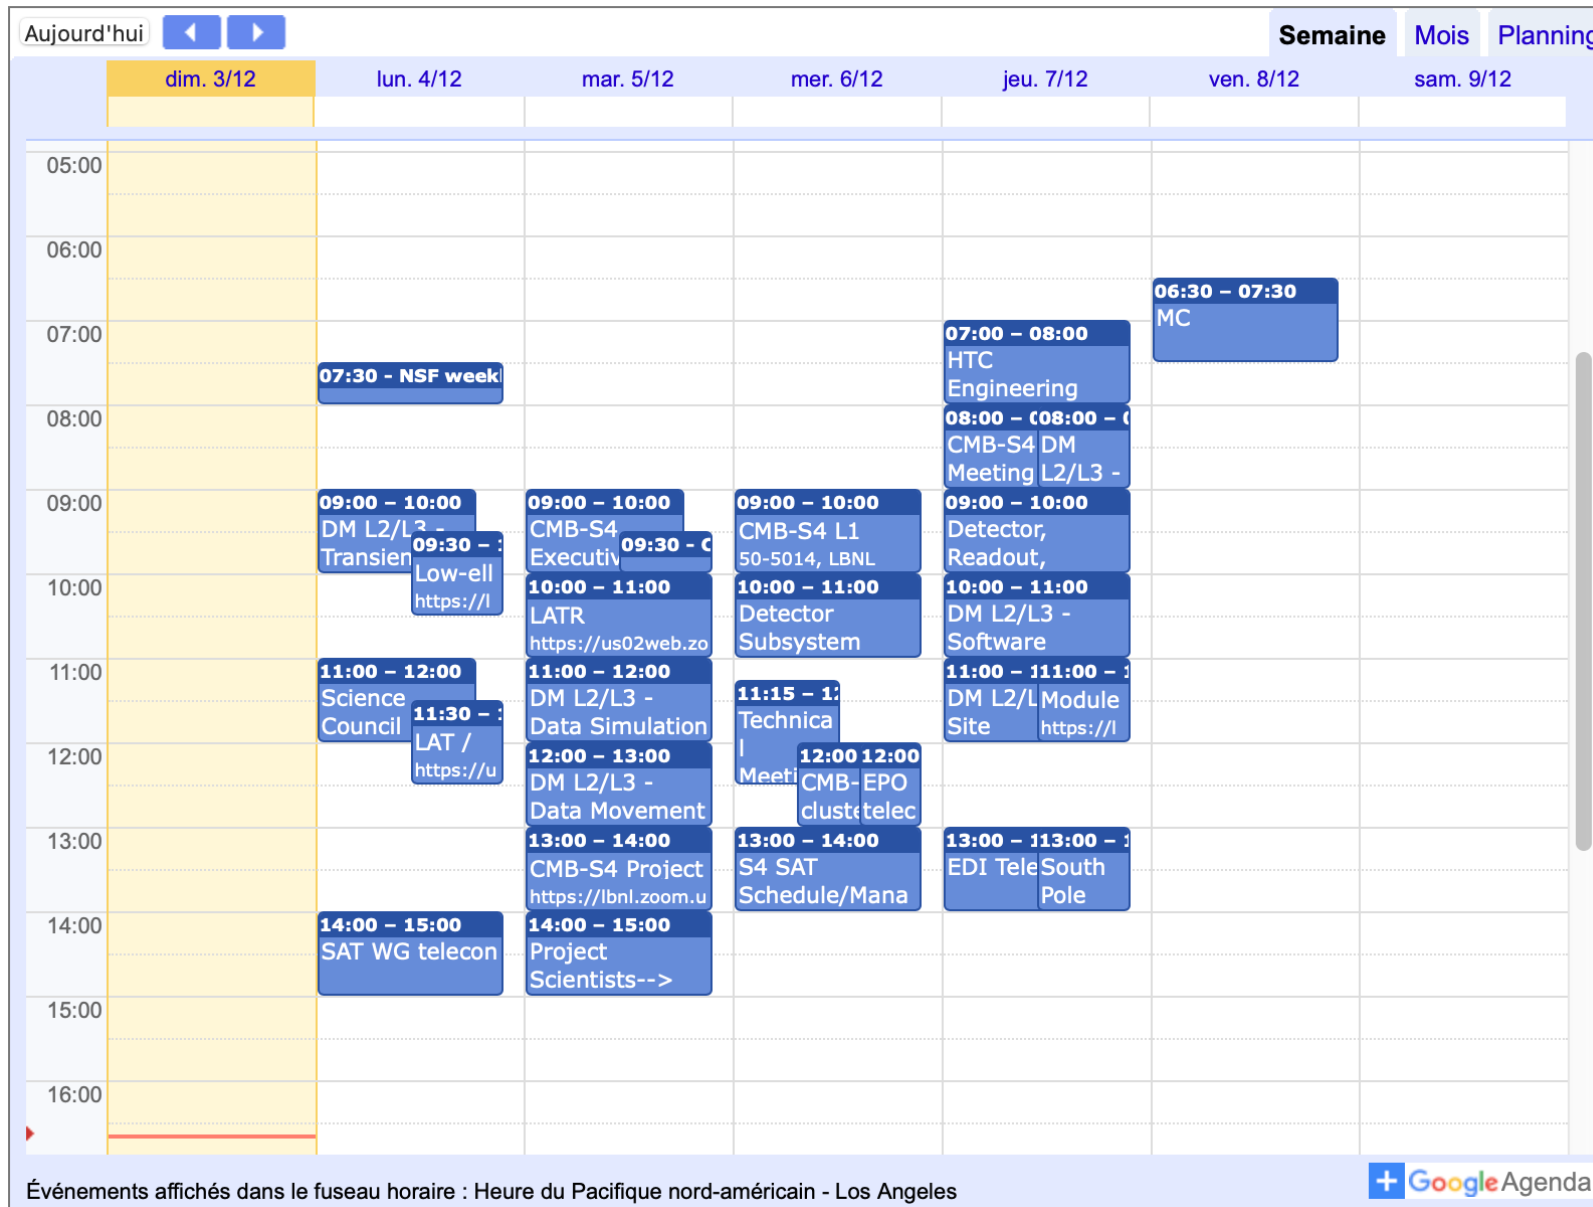 Aujourd'hui
Semaine
Mois
Planning
dim. 3/12
lun. 4/12
mar. 5/12
mer. 6/12
jeu. 7/12
ven. 8/12
sam. 9/12
05:00
06:00
07:00
08:00
09:00
10:00
11:00
12:00
13:00
14:00
15:00
16:00
07:30 - NSF week
09:00 – 10:00
DM L2/L3 -
Transien
09:30 –
Low-ell
https://l
11:00 – 12:00
Science
Council
11:30 –
LAT /
https://u
14:00 – 15:00
SAT WG telecon
09:00 – 10:00
CMB-S4
Executiv
09:30 - C
10:00 – 11:00
LATR
https://us02web.zo
11:00 – 12:00
DM L2/L3 -
Data Simulation
12:00 – 13:00
DM L2/L3 -
Data Movement
13:00 – 14:00
CMB-S4 Project
https://lbnl.zoom.u
14:00 – 15:00
Project
Scientists-->
09:00 – 10:00
CMB-S4 L1
50-5014, LBNL
10:00 – 11:00
Detector
Subsystem
11:15 – 12
Technica
l
Meeti
12:00
CMB-
cluste
12:00
EPO
telec
13:00 – 14:00
S4 SAT
Schedule/Mana
07:00 – 08:00
HTC
Engineering
08:00 –
CMB-S4
Meeting
08:00 –
DM
L2/L3 -
09:00 – 10:00
Detector,
Readout,
10:00 – 11:00
DM L2/L3 -
Software
11:00 – 1
DM L2/L
Site
11:00 –
Module
https://l
13:00 – 1
EDI Tele
13:00 –
South
Pole
06:30 – 07:30
MC
Événements affichés dans le fuseau horaire : Heure du Pacifique nord-américain - Los Angeles
Google Agenda